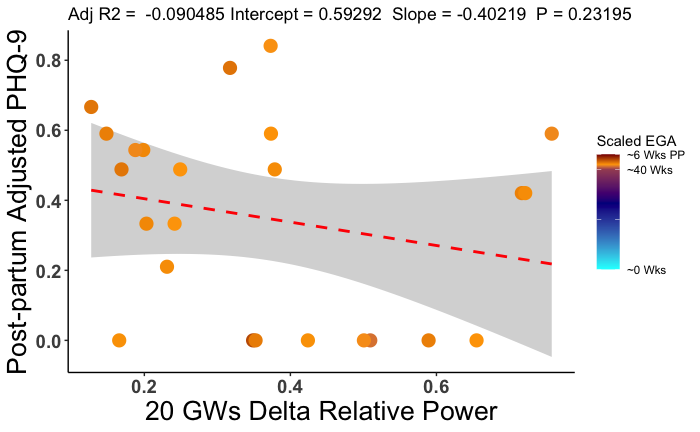 Adj R2 =  -0.090485 Intercept = 0.59292  Slope = -0.40219  P = 0.23195
Post-partum Adjusted PHQ-9
0.8
0.6
0.4
0.2
0.0
0.2
0.4
0.6
20 GWs Delta Relative Power
Scaled EGA
~6 Wks PP
~40 Wks
~0 Wks